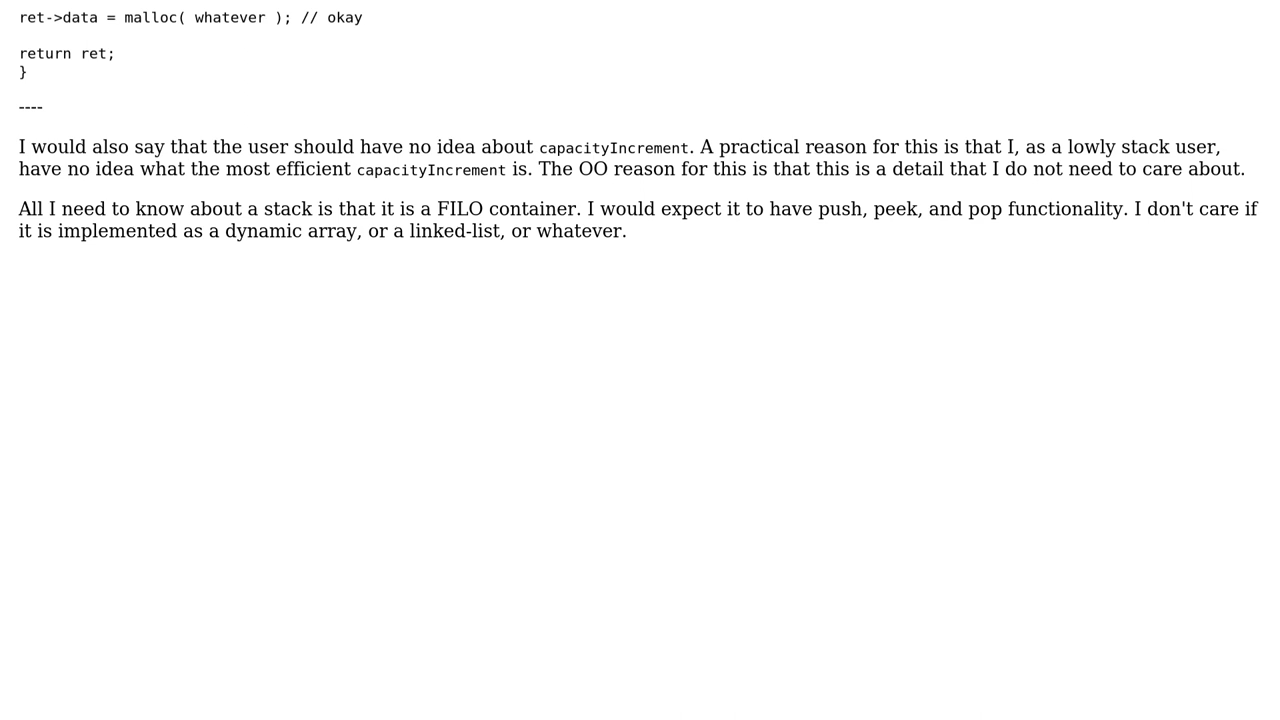 ret->data = malloc( whatever ); // okay
return ret;
}
----
I would also say that the user should have no idea about capacityIncrement. A practical reason for this is that I, as a lowly stack user,
have no idea what the most efficient capacityIncrement is. The OO reason for this is that this is a detail that I do not need to care about.
All I need to know about a stack is that it is a FILO container. I would expect it to have push, peek, and pop functionality. I don't care if
it is implemented as a dynamic array, or a linked-list, or whatever.